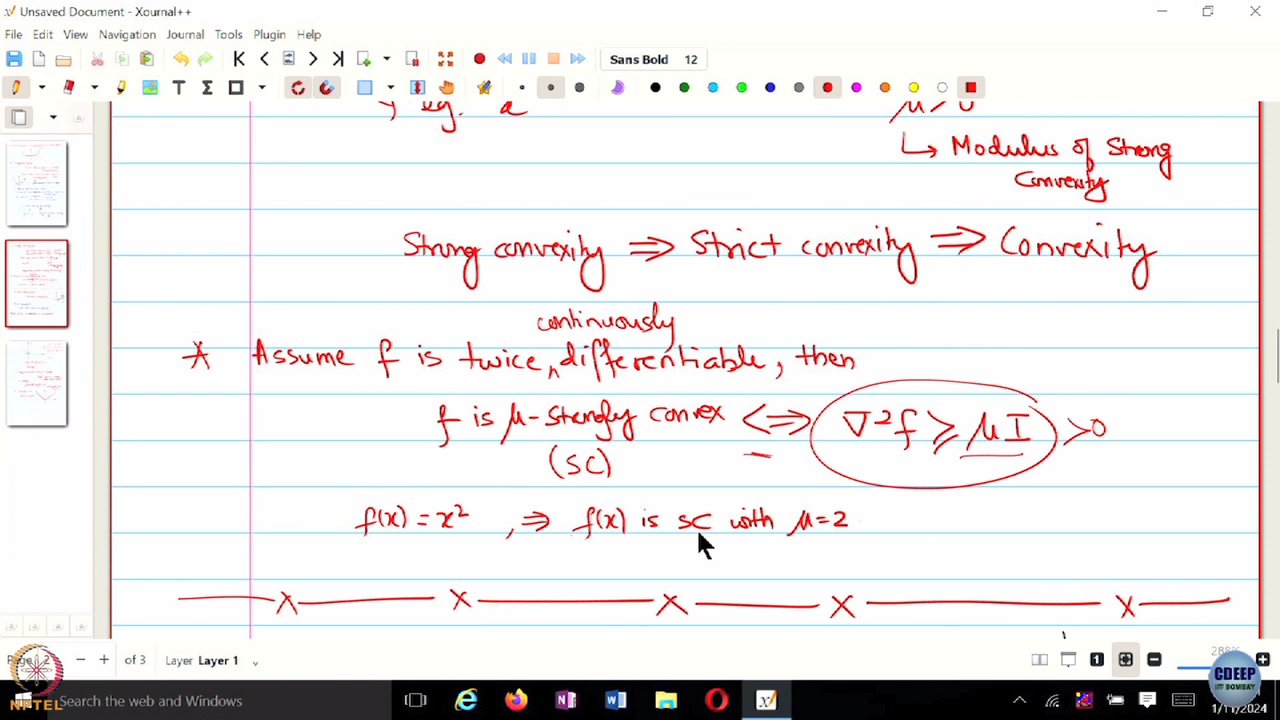 Unsaved Document - Xournal++
File Edit View Navigation Journal Tools Plugin Help
Sans Bold 12
eg.
μ > 0
↳ Modulus of Strong
Convexity
Strong convexity ⇒ Strict convexity ⇒ Convexity
continuously
* Assume f is twice ^ differentiable, then
f is μ-strongly convex ⇔ ∇²f ≥ μI > 0
(SC)
f(x) = x² , ⇒ f(x) is SC with μ=2
x x x x x
of 3 Layer Layer 1
288%
NPTEL
Search the web and Windows
CDEEP
IIT BOMBAY
1/11/2024